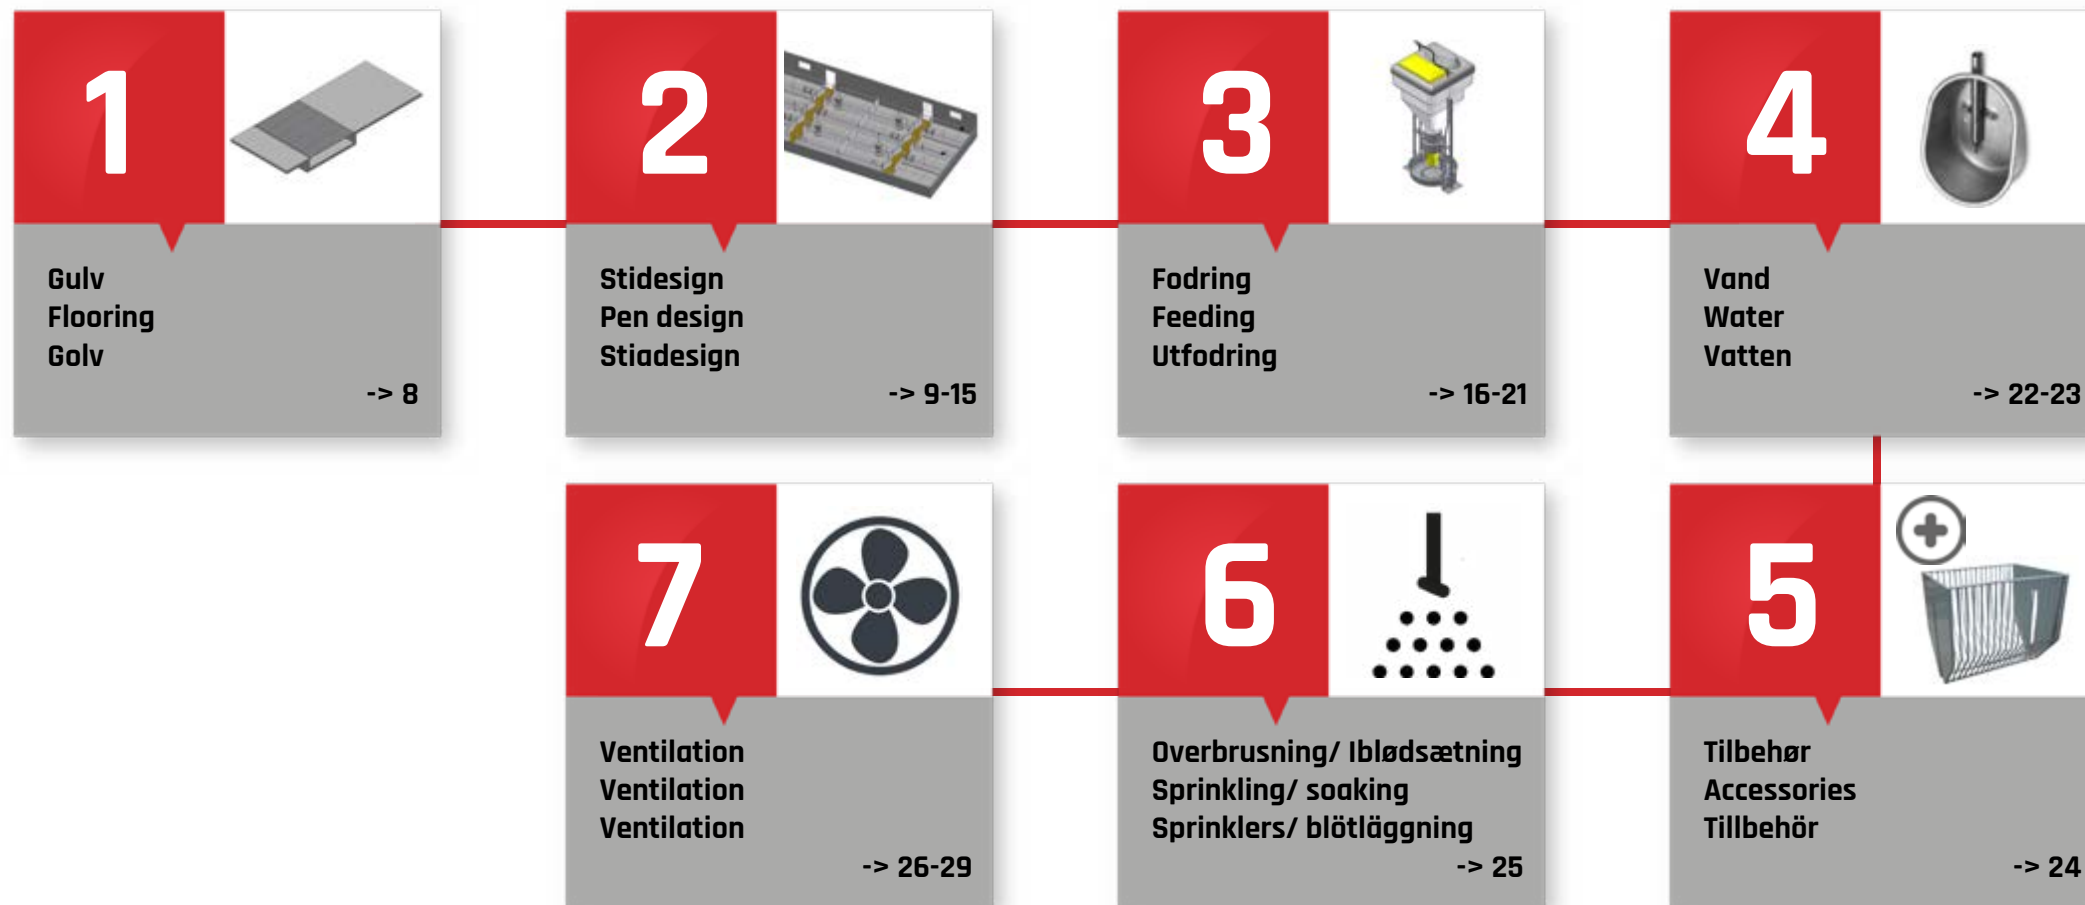 1
Gulv
Flooring
Golv
-> 8
2
Stidesign
Pen design
Stiadesign
-> 9-15
3
Fodring
Feeding
Utfodring
-> 16-21
4
Vand
Water
Vatten
-> 22-23
5
Tilbehør
Accessories
Tillbehör
-> 24
6
Overbrusning/ Iblødsætning
Sprinkling/ soaking
Sprinklers/ blötläggning
-> 25
7
Ventilation
Ventilation
Ventilation
-> 26-29